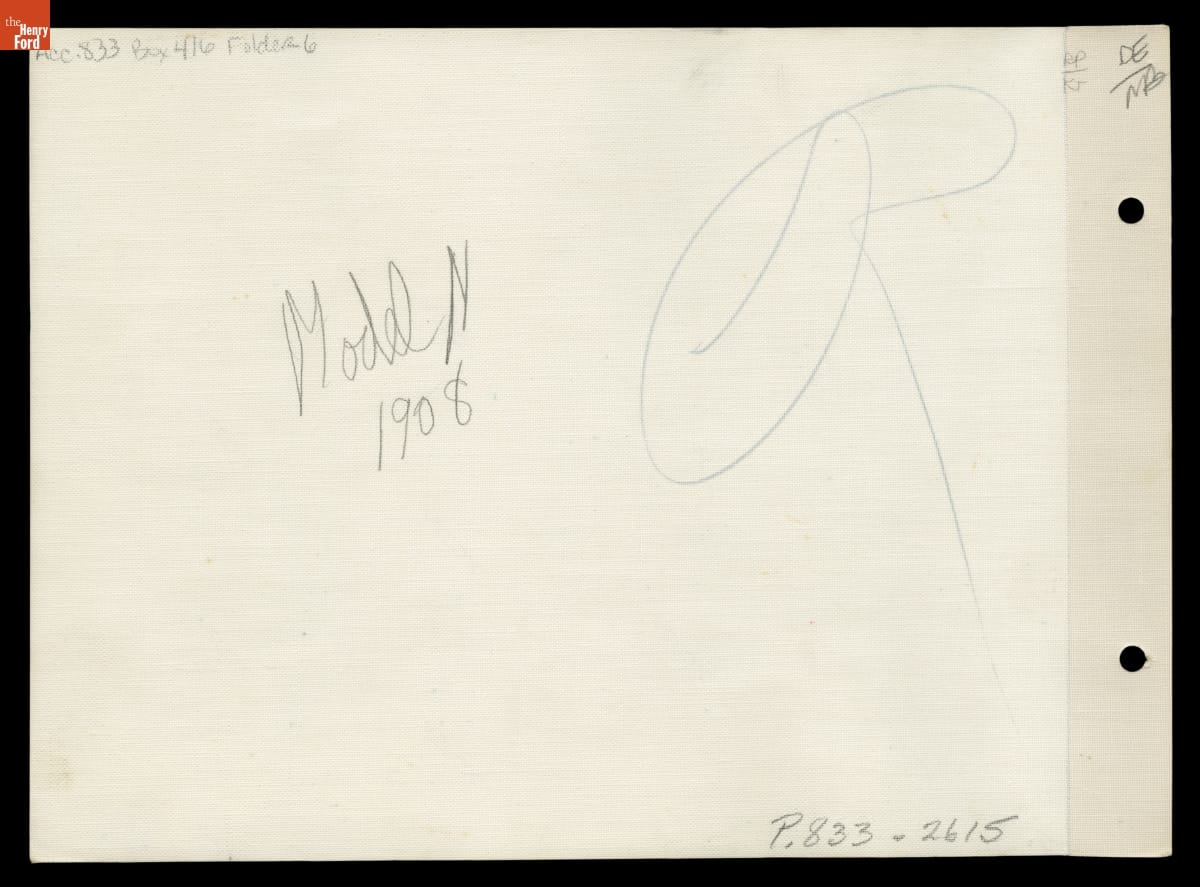 the
Henry
Ford
Acc.833 Box 416 Folder 6
DE
Model N
1908
P.833-2615